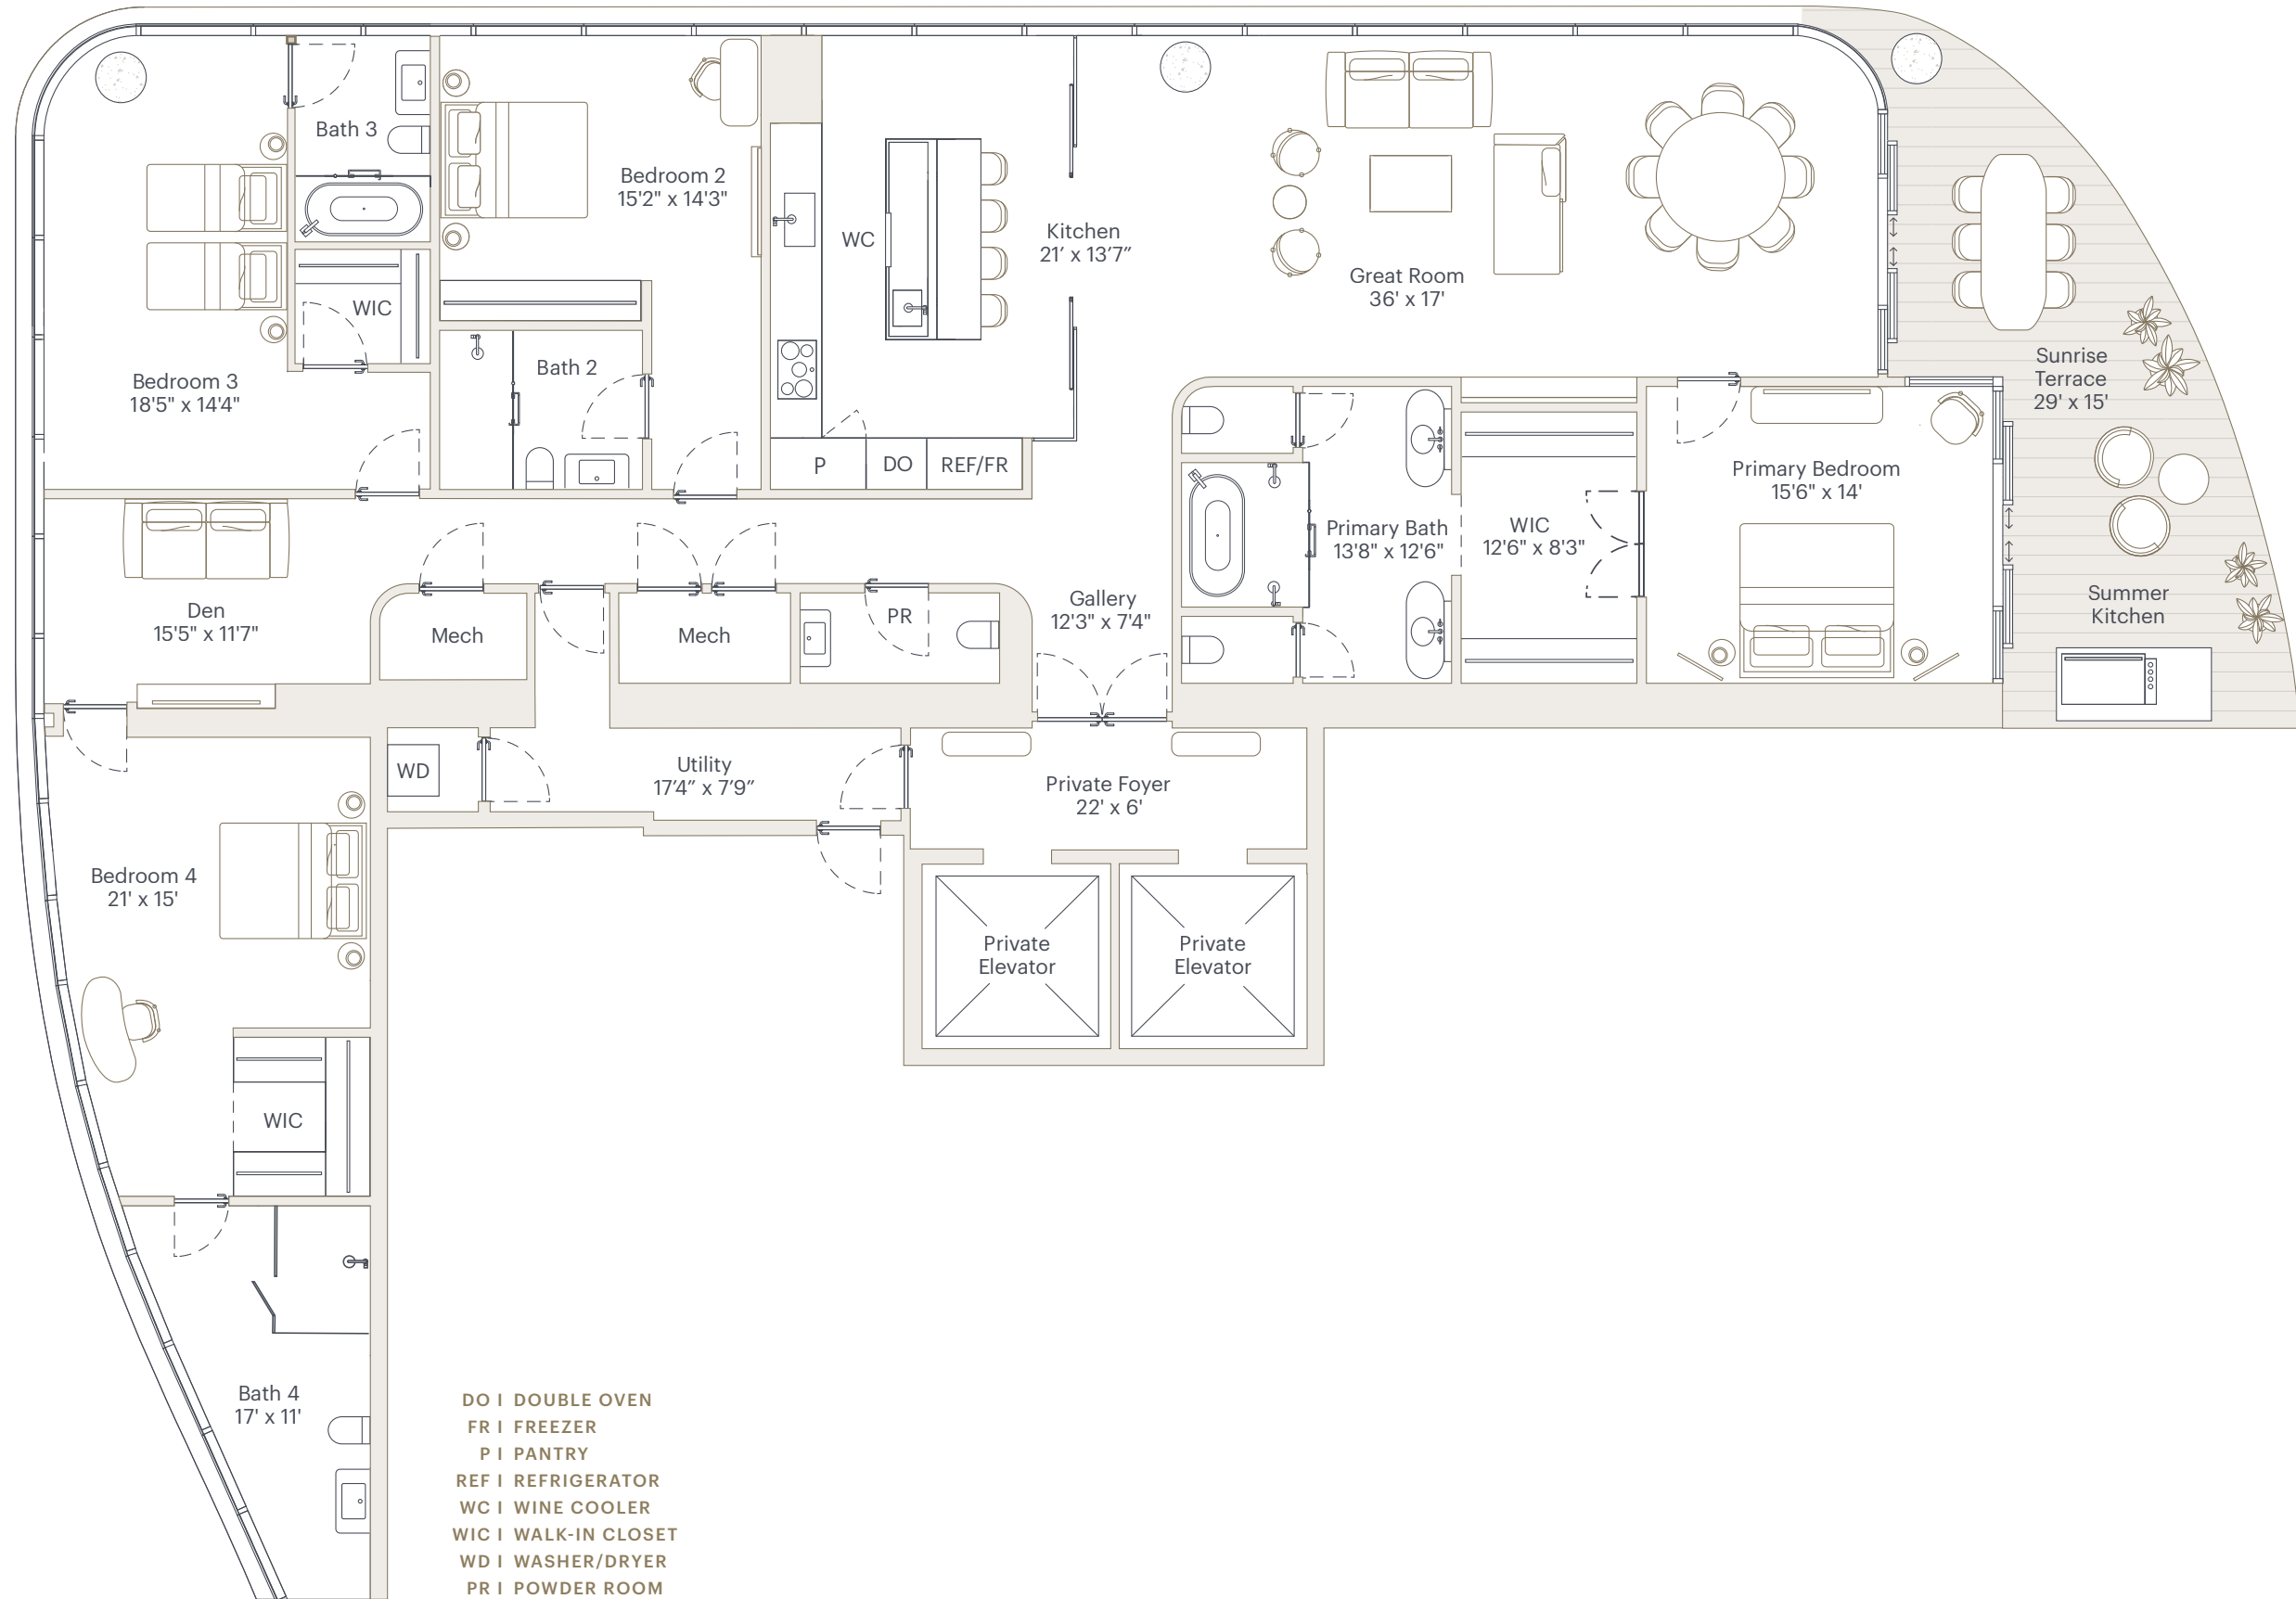 Bath 3
Bedroom 2
15'2" x 14'3"
WC
Kitchen
21′ x 13′7″
Great Room
36' x 17'
WIC
Bath 2
Bedroom 3
18'5" x 14'4"
Sunrise
Terrace
29' x 15'
P
DO
REF/FR
Primary Bedroom
15'6" x 14'
Primary Bath
13'8" x 12'6"
WIC
12'6" x 8'3"
Den
15'5" x 11'7"
Mech
Mech
PR
Gallery
12'3" x 7'4"
Summer
Kitchen
WD
Utility
17′4″ x 7′9″
Private Foyer
22' x 6'
Bedroom 4
21' x 15'
Private
Elevator
Private
Elevator
WIC
Bath 4
17' x 11'
DO I DOUBLE OVEN
FR I FREEZER
P I PANTRY
REF I REFRIGERATOR
WC I WINE COOLER
WIC I WALK-IN CLOSET
WD I WASHER/DRYER
PR I POWDER ROOM